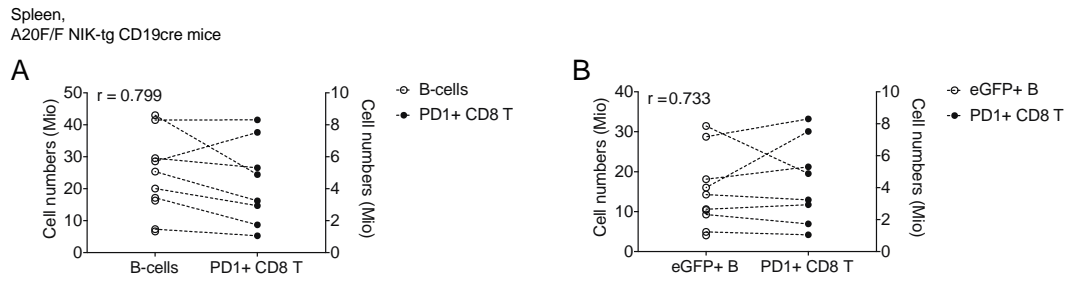 Spleen,
A20F/F NIK-tg CD19cre mice
A
r = 0.799
Cell numbers (Mio)
50
40
30
20
10
0
Cell numbers (Mio)
10
8
6
4
2
0
B-cells
PD1+ CD8 T
B-cells
PD1+ CD8 T
B
r =0.733
Cell numbers (Mio)
40
30
20
10
0
Cell numbers (Mio)
10
8
6
4
2
0
eGFP+ B
PD1+ CD8 T
eGFP+ B
PD1+ CD8 T